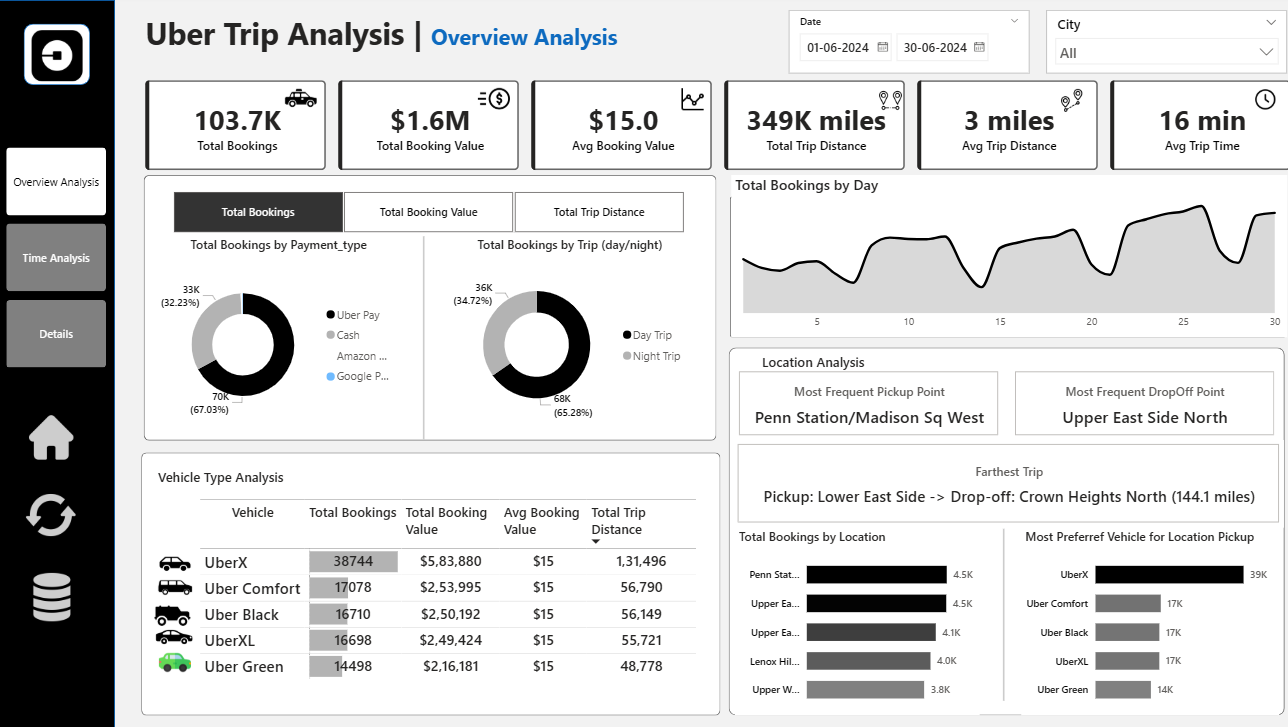 Uber Trip Analysis | Overview Analysis
Date
01-06-2024 30-06-2024
City
All
103.7K
Total Bookings
$1.6M
Total Booking Value
$15.0
Avg Booking Value
349K miles
Total Trip Distance
3 miles
Avg Trip Distance
16 min
Avg Trip Time
Overview Analysis
Time Analysis
Details
Total Bookings Total Booking Value Total Trip Distance
Total Bookings by Payment_type
33K
(32.23%)
70K
(67.03%)
Uber Pay
Cash
Amazon ...
Google P...
Total Bookings by Trip (day/night)
36K
(34.72%)
68K
(65.28%)
Day Trip
Night Trip
Total Bookings by Day
5 10 15 20 25 30
Vehicle Type Analysis
Vehicle Total Bookings Total Booking Value Avg Booking Value Total Trip Distance
UberX 38744 $5,83,880 $15 1,31,496
Uber Comfort 17078 $2,53,995 $15 56,790
Uber Black 16710 $2,50,192 $15 56,149
UberXL 16698 $2,49,424 $15 55,721
Uber Green 14498 $2,16,181 $15 48,778
Location Analysis
Most Frequent Pickup Point
Penn Station/Madison Sq West
Most Frequent DropOff Point
Upper East Side North
Farthest Trip
Pickup: Lower East Side -> Drop-off: Crown Heights North (144.1 miles)
Total Bookings by Location
Penn Stat... 4.5K
Upper Ea... 4.5K
Upper Ea... 4.1K
Lenox Hil... 4.0K
Upper W... 3.8K
Most Preferref Vehicle for Location Pickup
UberX 39K
Uber Comfort 17K
Uber Black 17K
UberXL 17K
Uber Green 14K